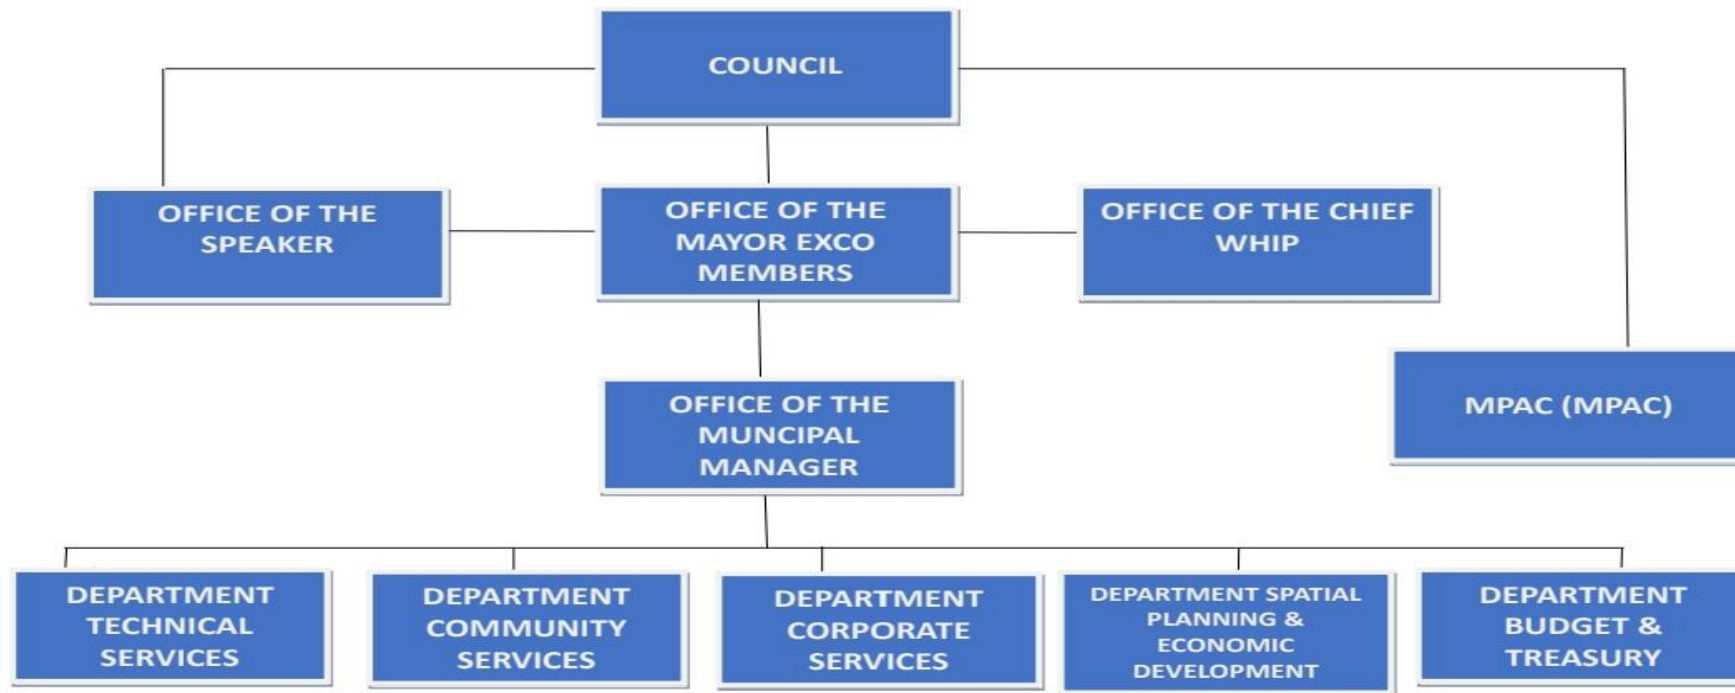 COUNCIL
OFFICE OF THE
SPEAKER
OFFICE OF THE
MAYOR EXCO
MEMBERS
OFFICE OF THE CHIEF
WHIP
MPAC (MPAC)
OFFICE OF THE
MUNCIPAL
MANAGER
DEPARTMENT
TECHNICAL
SERVICES
DEPARTMENT
COMMUNITY
SERVICES
DEPARTMENT
CORPORATE
SERVICES
DEPARTMENT SPATIAL
PLANNING &
ECONOMIC
DEVELOPMENT
DEPARTMENT
BUDGET &
TREASURY